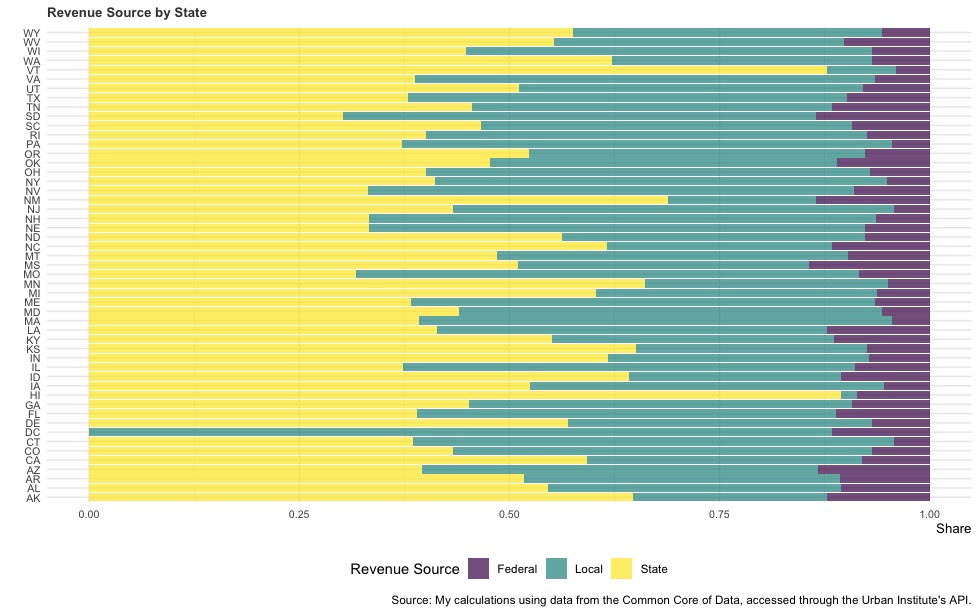 Revenue Source by State
WY
WV
WI
WA
VT
VA
UT
TX
TN
SD
SC
RI
PA
OR
OK
OH
NY
NV
NM
NJ
NH
NE
ND
NC
MT
MS
MO
MN
MI
ME
MD
MA
LA
KY
KS
IN
IL
ID
IA
HI
GA
FL
DE
DC
CT
CO
CA
AZ
AR
AL
AK
0.00 0.25 0.50 0.75 1.00
Share
Revenue Source Federal Local State
Source: My calculations using data from the Common Core of Data, accessed through the Urban Institute's API.